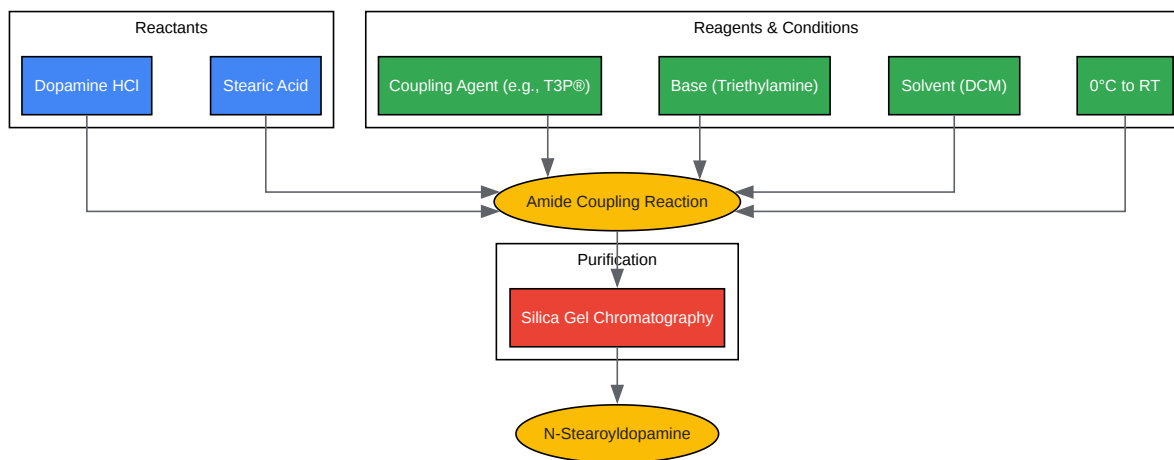 Reactants
Reagents & Conditions
Dopamine HCl
Stearic Acid
Coupling Agent (e.g., T3P®)
Base (Triethylamine)
Solvent (DCM)
0°C to RT
Amide Coupling Reaction
Purification
Silica Gel Chromatography
N-Stearoyldopamine